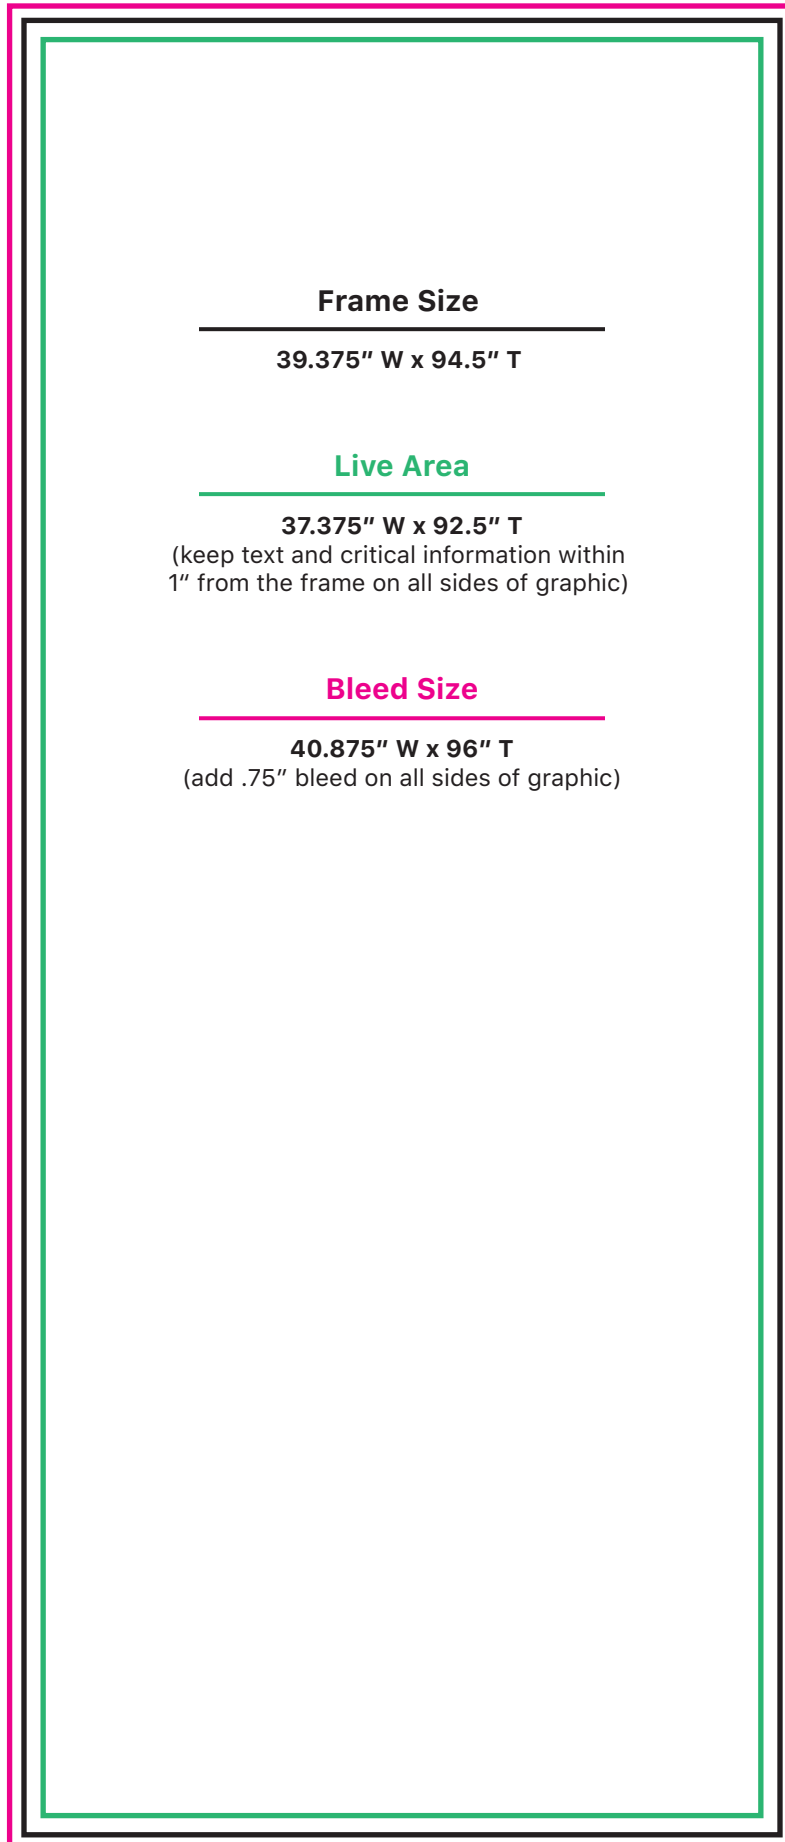 Frame Size
39.375″ W x 94.5″ T
Live Area
37.375″ W x 92.5″ T
(keep text and critical information within
1″ from the frame on all sides of graphic)
Bleed Size
40.875″ W x 96″ T
(add .75″ bleed on all sides of graphic)